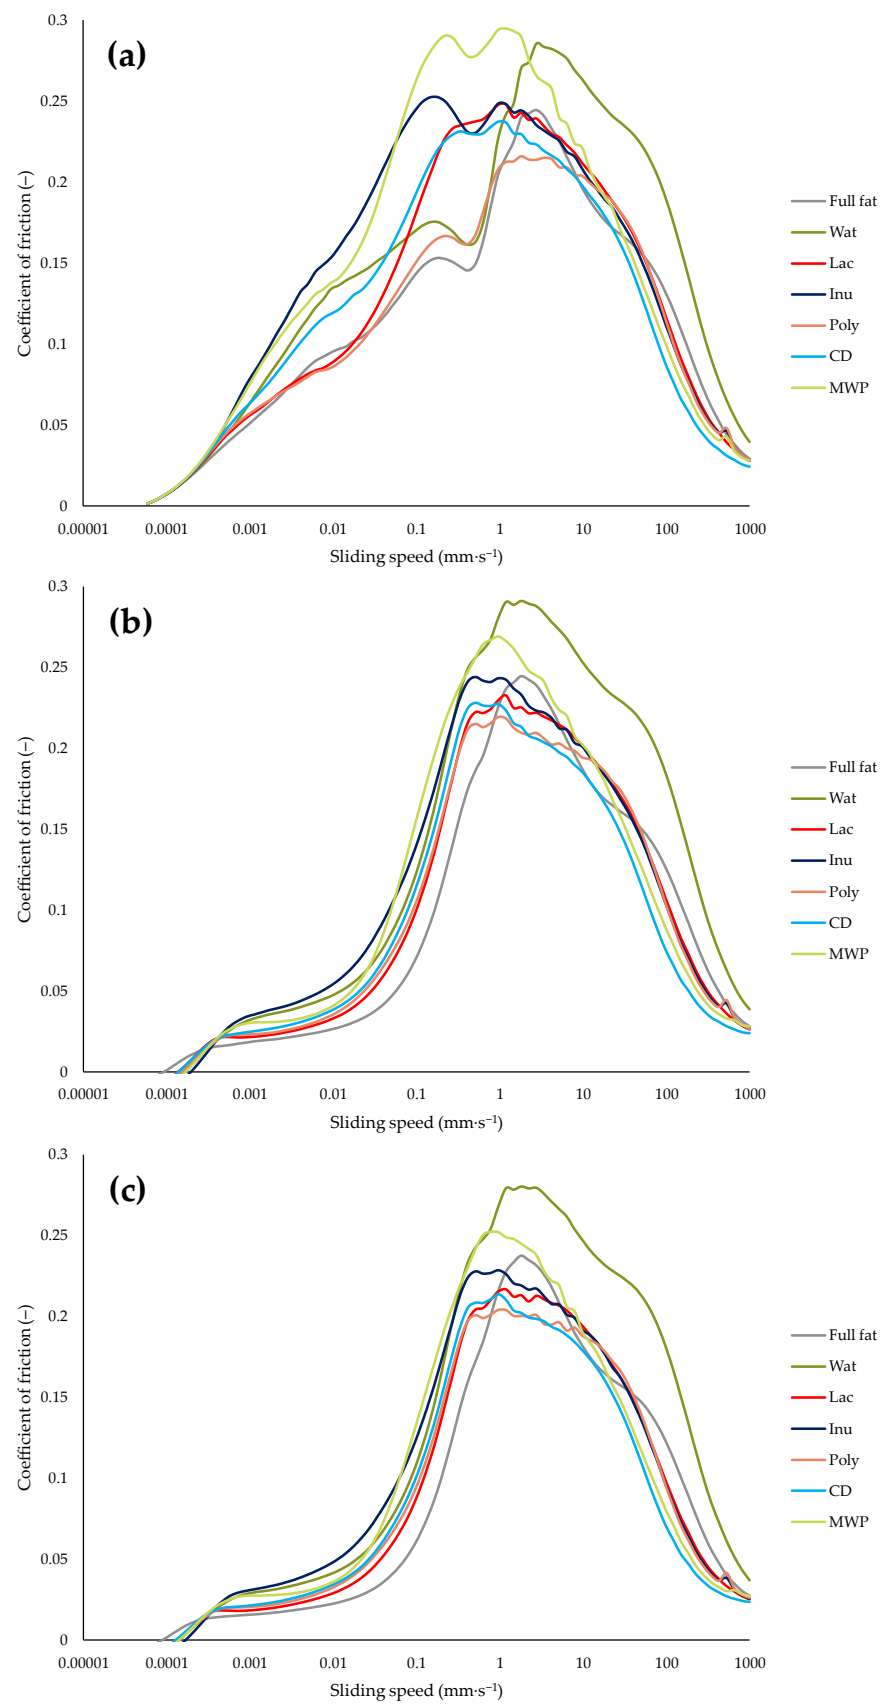 (a)
Coefficient of friction (–)
0.3
0.25
0.2
0.15
0.1
0.05
0
0.00001 0.0001 0.001 0.01 0.1 1 10 100 1000
Sliding speed (mm·s⁻¹)
Full fat
Wat
Lac
Inu
Poly
CD
MWP
(b)
Coefficient of friction (–)
0.3
0.25
0.2
0.15
0.1
0.05
0
0.00001 0.0001 0.001 0.01 0.1 1 10 100 1000
Sliding speed (mm·s⁻¹)
Full fat
Wat
Lac
Inu
Poly
CD
MWP
(c)
Coefficient of friction (–)
0.3
0.25
0.2
0.15
0.1
0.05
0
0.00001 0.0001 0.001 0.01 0.1 1 10 100 1000
Sliding speed (mm·s⁻¹)
Full fat
Wat
Lac
Inu
Poly
CD
MWP